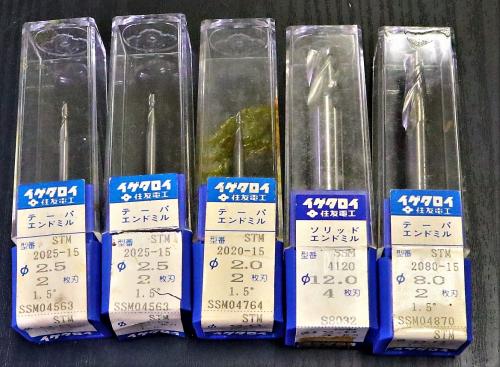 イゲタロイ
住友電工
テーパ
エンドミル
型番 STM
2025-15
φ 2.5
2 枚刃
1.5°
SSM04563
STM
イゲタロイ
住友電工
テーパ
エンドミル
型番 STM
2025-15
φ 2.5
2 枚刃
1.5°
SSM04563
STM
イゲタロイ
住友電工
テーパ
エンドミル
型番 STM
2020-15
φ 2.0
2 枚刃
1.5°
SSM04764
STM
イゲタロイ
住友電工
ソリッド
エンドミル
型番 SSM
4120
φ 12.0
4 枚刃
S8032
イゲタロイ
住友電工
テーパ
エンドミル
型番 STM
2080-15
φ 8.0
2 枚刃
1.5°
SSM04870
STM